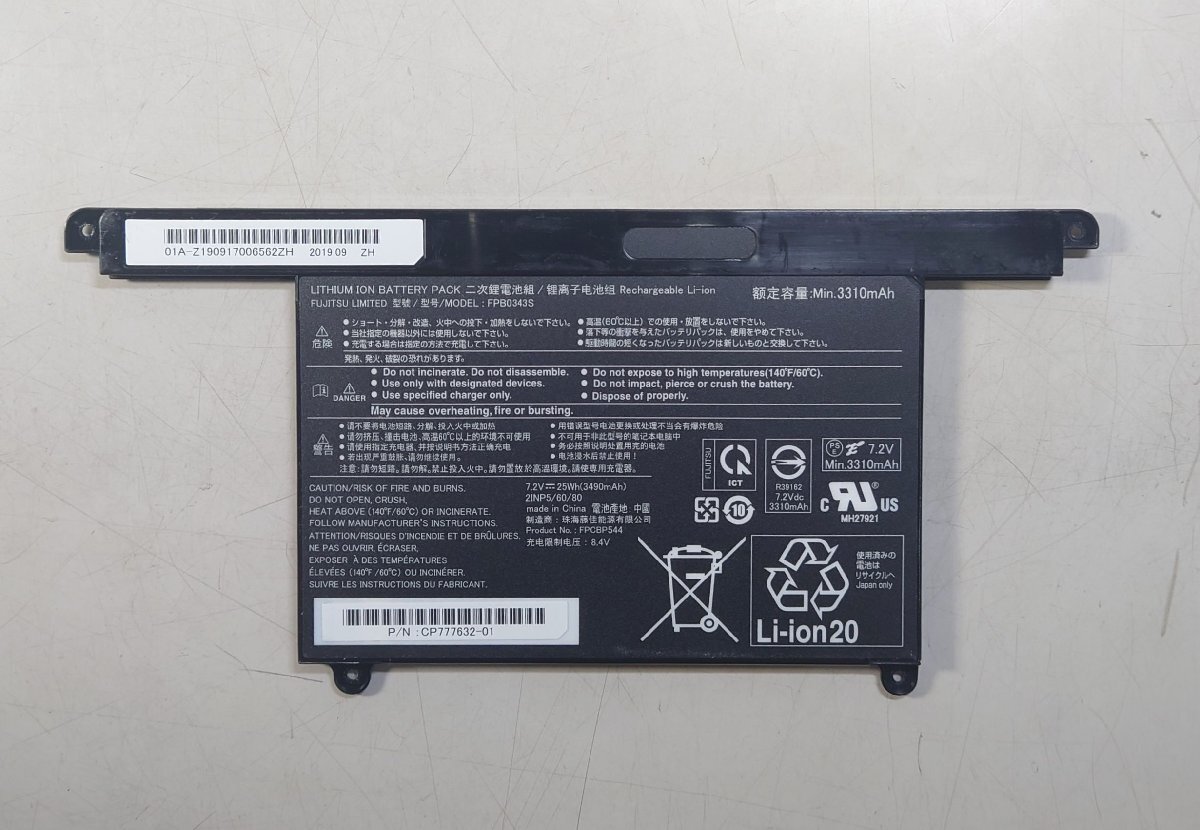 01A-Z190917006562ZH 201909 ZH
LITHIUM ION BATTERY PACK 二次鋰電池組 / 锂离子电池组 Rechargeable Li-ion
额定容量:Min.3310mAh
FUJITSU LIMITED 型號 / 型号/MODEL : FPB0343S
危険
●ショート・分解・改造、火中への投下・加熱をしないで下さい。
●当社指定の機器以外には使用しないで下さい。
●充電する場合は指定の方法で充電して下さい。
●高温(60℃以上)での使用・放置をしないで下さい。
●落下等の衝撃を与えたバッテリパックは、使用をやめて下さい。
●駆動時間の短くなったバッテリパックは新しいものと交換して下さい。
発熱、発火、破裂の恐れがあります。
DANGER
● Do not incinerate. Do not disassemble.
● Use only with designated devices.
● Use specified charger only.
● Do not expose to high temperatures(140°F/60°C).
● Do not impact, pierce or crush the battery.
● Dispose of properly.
May cause overheating, fire or bursting.
警告
●请不要将电池短路、分解、投入火中或加热
●请勿挤压、撞击电池、高温60℃以上的环境不可使用
●请使用指定充电器、并按说明书方法正确充电
●若出现严重鼓胀、请勿继续使用。
●用错误型号电池更换或处理不当会有爆炸危险
●不可用于非此型号的笔记本电脑中
●务必按照说明处置用完的电池
●电池浸水后禁止使用！
注意:請勿短路。請勿解。禁止投入火中。請勿置放於高溫環境。請使專用充電器。
CAUTION/RISK OF FIRE AND BURNS.
DO NOT OPEN, CRUSH,
HEAT ABOVE (140°F/60°C) OR INCINERATE.
FOLLOW MANUFACTURER'S INSTRUCTIONS.
ATTENTION/RISQUES D'INCENDIE ET DE BRÛLURES,
NE PAS OUVRIR. ÉCRASER,
EXPOSER À DES TEMPÉRATURES
ÉLEVÉES (140°F /60°C) OU INCINÉRER.
SUIVRE LES INSTRUCTIONS DU FABRICANT.
7.2V⎓25Wh(3490mAh)
2INP5/60/80
made in China 電池產地: 中國
制造商：珠海藤佳能源有限公司
Product No.: FPCBP544
充电限制电压：8.4V
FUJITSU
ICT
10
R39162
7.2Vdc
3310mAh
PS
E
7.2V
Min.3310mAh
c RU® US
MH27921
使用済みの
電池は
リサイクルへ
Japan only
Li-ion20
P/N : CP777632-01